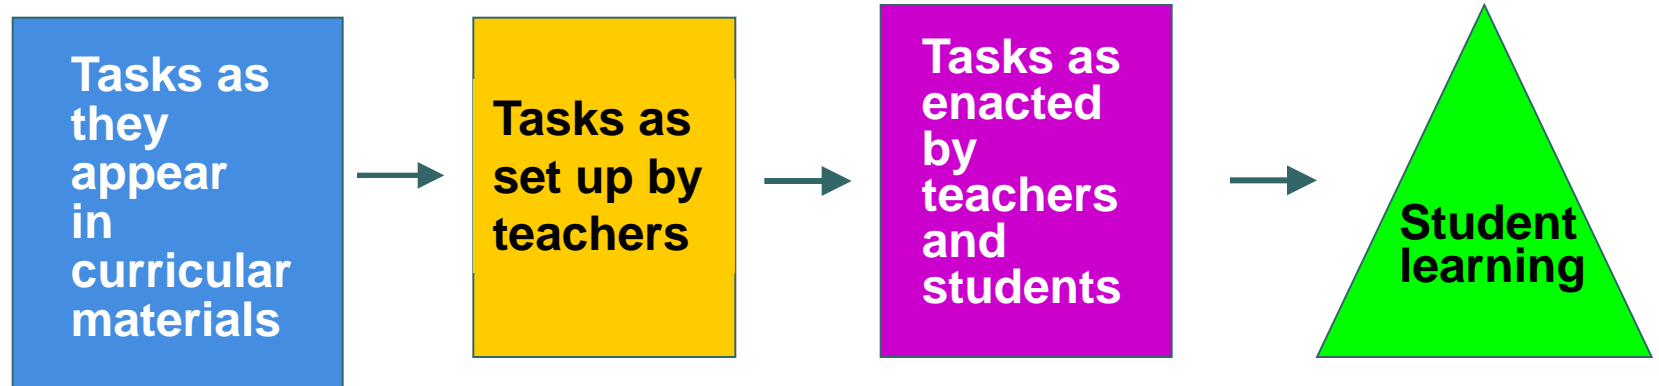 Tasks as
they
appear
in
curricular
materials
Tasks as
set up by
teachers
Tasks as
enacted
by
teachers
and
students
Student
learning